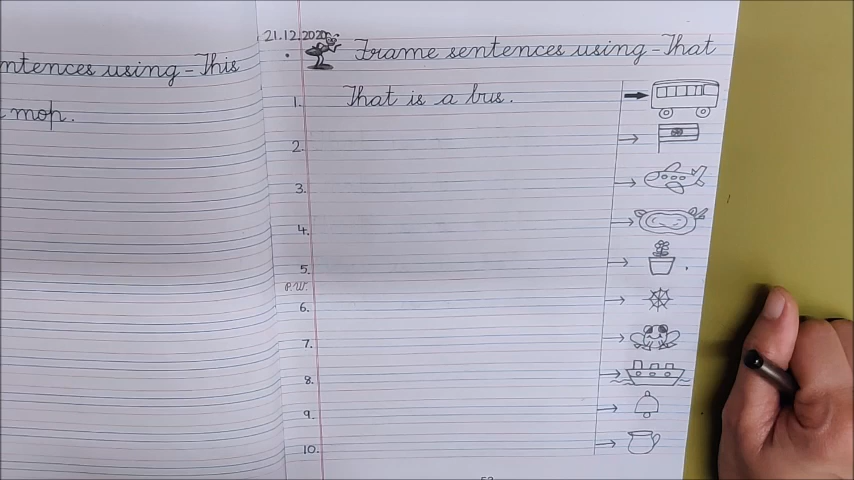 ntences using - This
mop.
21.12.2020
Frame sentences using - That
1. That is a bus.
2.
3.
4.
5.
P.W.
6.
7.
8.
9.
10.